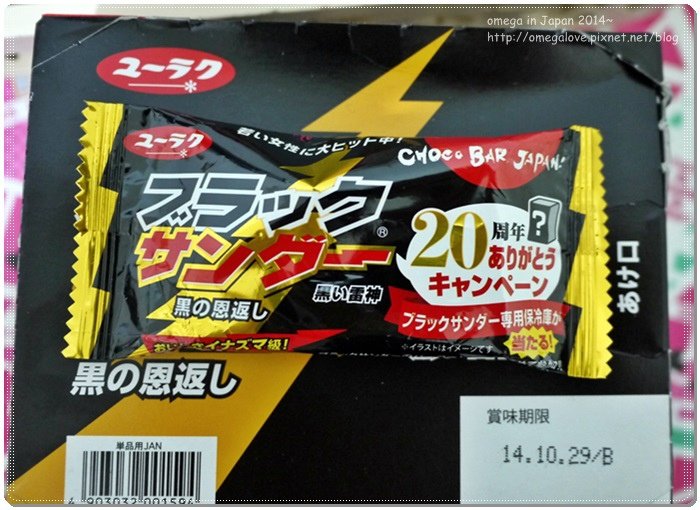 omega in Japan 2014~
http://omegalove.pixnet.net/blog
ユーラク
ユーラク
若い女性に大ヒット中!
CHOCO BAR JAPAN!
ブラック
サンダー®
黒い雷神
黒の恩返し
20周年
ありがとう
キャンペーン
ブラックサンダー専用保冷庫が
当たる!
※イラストはイメージです
おいしさイナズマ級!
あけ口
黒の恩返し
単品用JAN
4 903032 001594
賞味期限
14.10.29/B